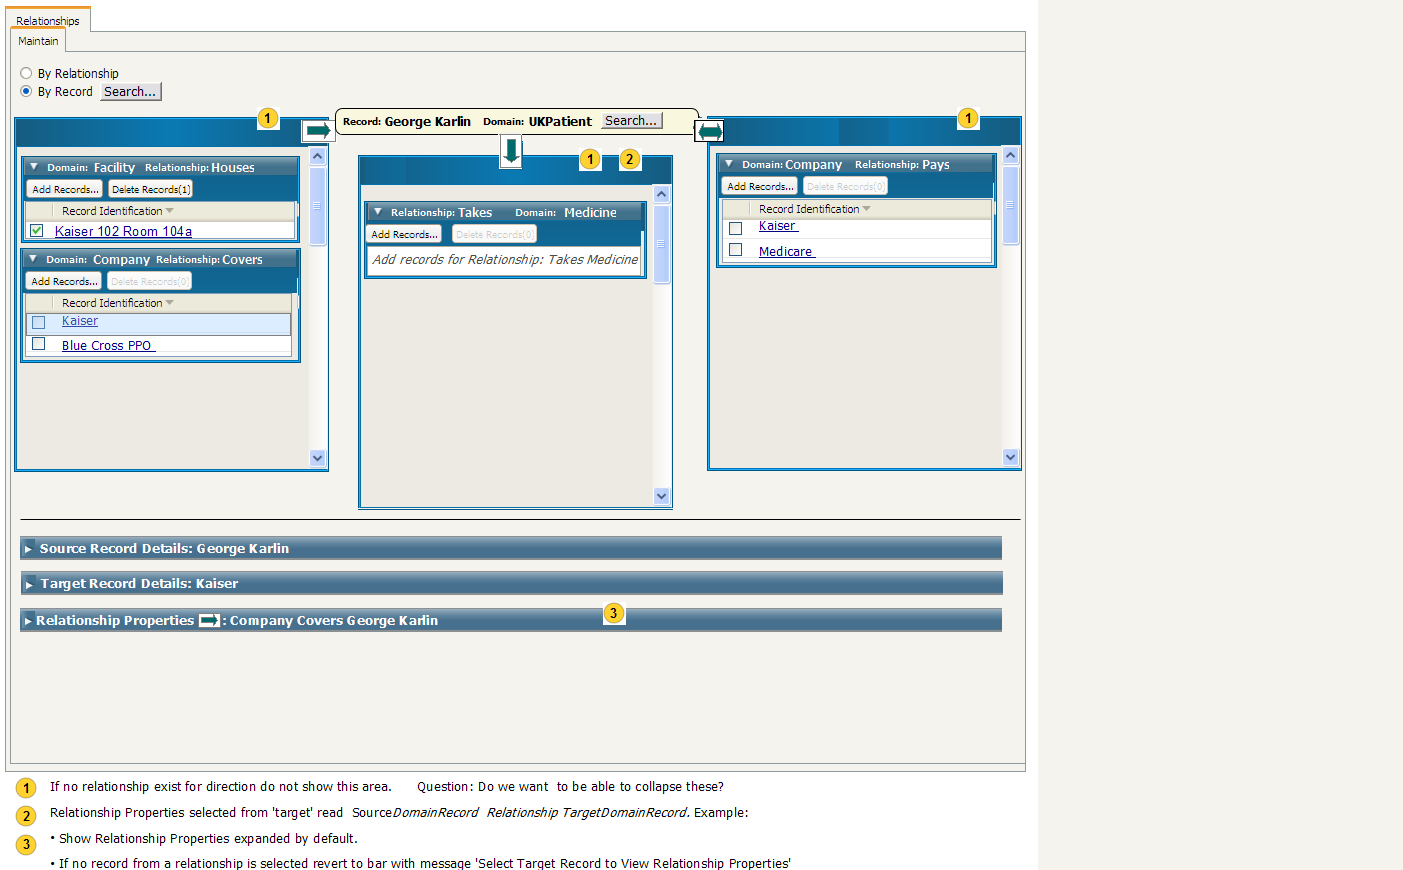 Relationships
Maintain
By Relationship
By Record Search...
1
Record: George Karlin Domain: UKPatient Search...
1
1 2
Domain: Facility Relationship: Houses
Add Records... Delete Records(1)
Record Identification
Kaiser 102 Room 104a
Domain: Company Relationship: Covers
Add Records... Delete Records(0)
Record Identification
Kaiser
Blue Cross PPO
Relationship: Takes Domain: Medicine
Add Records... Delete Records(0)
Add records for Relationship: Takes Medicine
Domain: Company Relationship: Pays
Add Records... Delete Records(0)
Record Identification
Kaiser
Medicare
Source Record Details: George Karlin
Target Record Details: Kaiser
Relationship Properties : Company Covers George Karlin
3
1 If no relationship exist for direction do not show this area. Question: Do we want to be able to collapse these?
2 Relationship Properties selected from 'target' read SourceDomainRecord Relationship TargetDomainRecord. Example:
3 • Show Relationship Properties expanded by default.
• If no record from a relationship is selected revert to bar with message 'Select Target Record to View Relationship Properties'